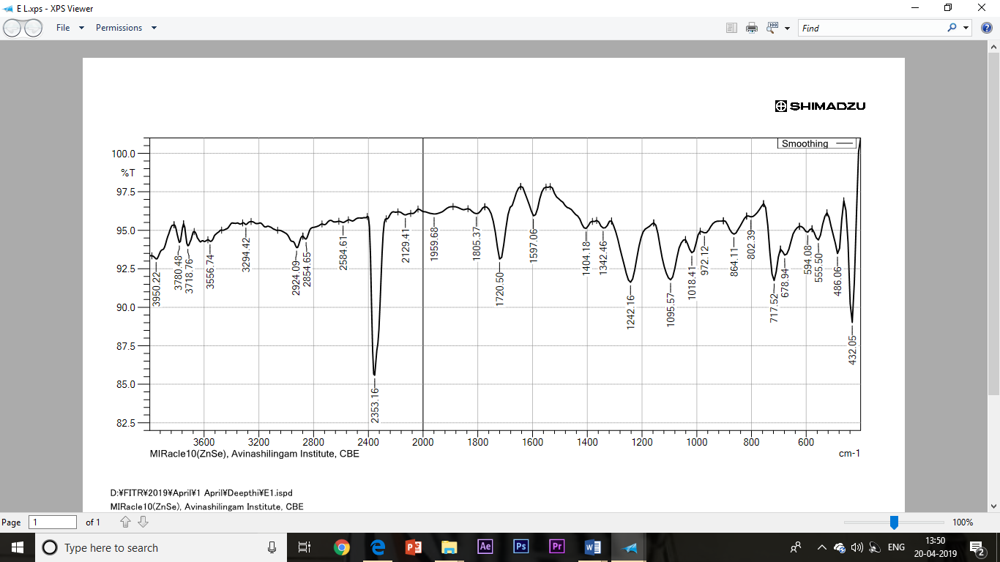 E L.xps - XPS Viewer
File Permissions
100
Find
SHIMADZU
Smoothing
100.0
%T
97.5
95.0
92.5
90.0
87.5
85.0
82.5
3950.22
3780.48
3718.76
3556.74
3294.42
2924.09
2854.65
2584.61
2353.16
2129.41
1959.68
1805.37
1720.50
1597.06
1404.18
1342.46
1242.16
1095.57
1018.41
972.12
864.11
802.39
717.52
678.94
594.08
555.50
486.06
432.05
3600 3200 2800 2400 2000 1800 1600 1400 1200 1000 800 600
MIRacle10(ZnSe), Avinashilingam Institute, CBE cm-1
D:¥FITR¥2019¥April¥1 April¥Deepthi¥E1.ispd
MIRacle10(ZnSe), Avinashilingam Institute, CBE
Page 1 of 1 100%
Type here to search
Ae Ps Pr
ENG 13:50
20-04-2019
2